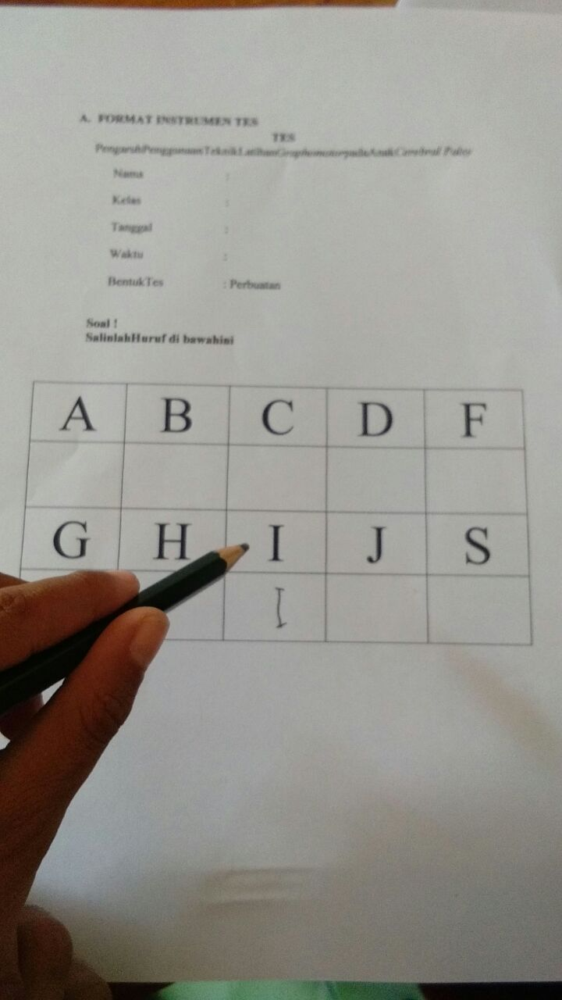 A. FORMAT INSTRUMEN TES
TES
PengaruhPenggunaanTeknikLatihanGraphomotorpadaAnakCerebral Palsy
Nama :
Kelas :
Tanggal :
Waktu :
BentukTes : Perbuatan
Soal !
SalinlahHuruf di bawahini
A B C D F
G H I J S
I